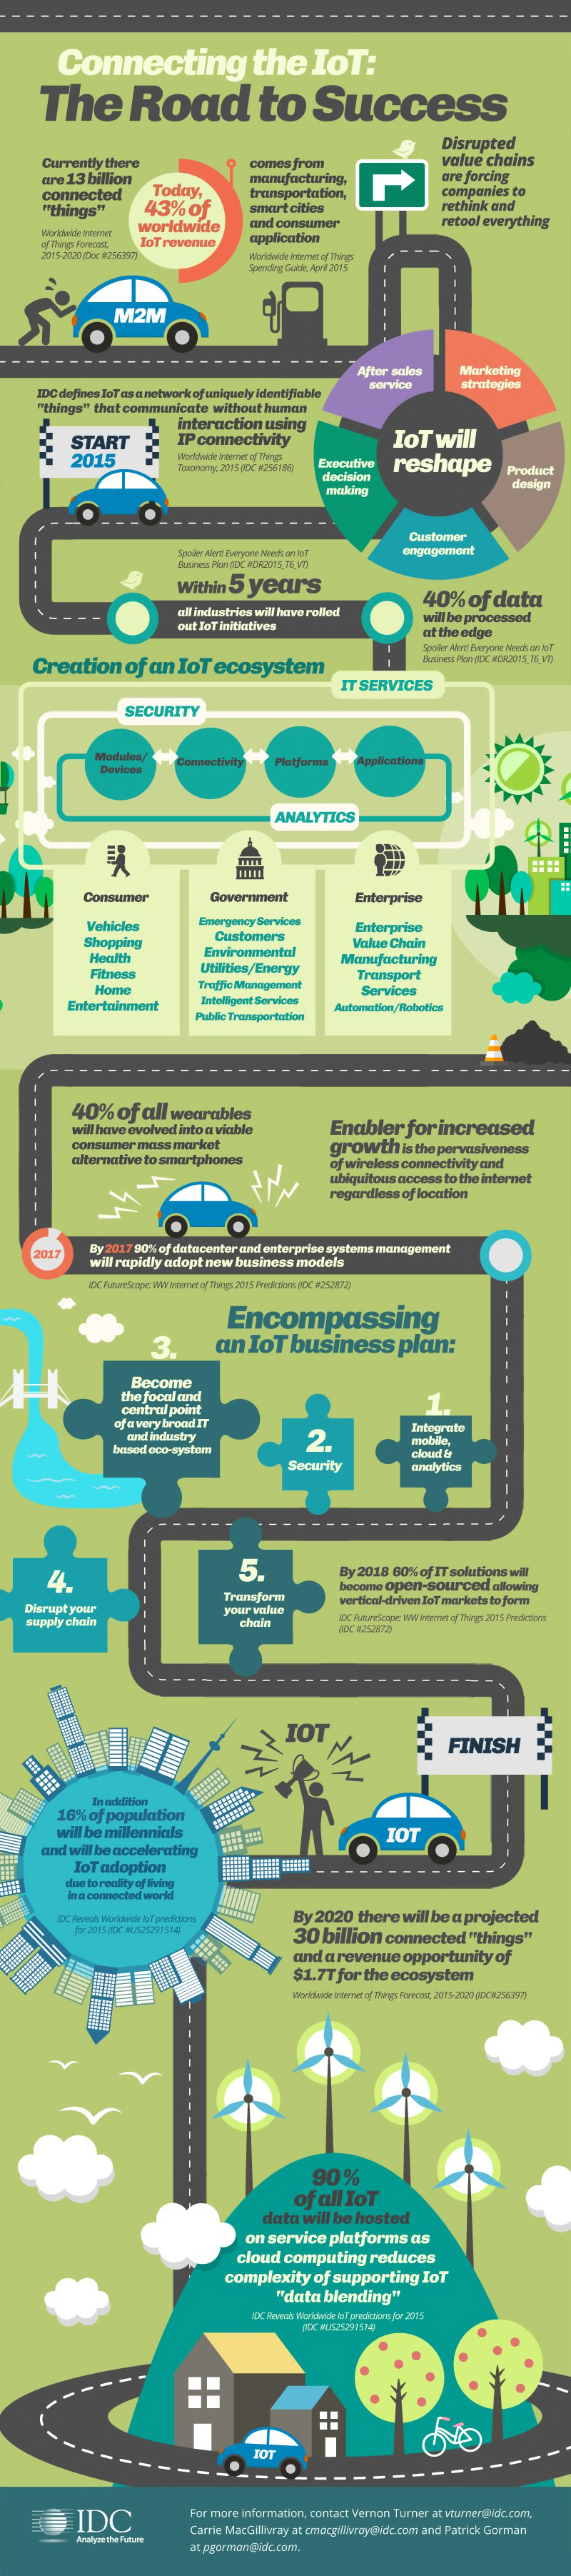 Connecting the IoT:
The Road to Success
Currently there
are 13 billion
connected
"things"
Worldwide Internet
of Things Forecast,
2015-2020 (Doc #256397)
Today,
43% of
worldwide
IoT revenue
comes from
manufacturing,
transportation,
smart cities
and consumer
application
Worldwide Internet of Things
Spending Guide, April 2015
Disrupted
value chains
are forcing
companies to
rethink and
retool everything
M2M
IDC defines IoT as a network of uniquely identifiable
"things" that communicate without human
interaction using
IP connectivity
Worldwide Internet of Things
Taxonomy, 2015 (IDC #256186)
START
2015
After sales
service
Marketing
strategies
IoT will
reshape
Executive
decision
making
Product
design
Customer
engagement
Spoiler Alert! Everyone Needs an IoT
Business Plan (IDC #DR2015_T6_VT)
Within 5 years
all industries will have rolled
out IoT initiatives
40% of data
will be processed
at the edge
Spoiler Alert! Everyone Needs an IoT
Business Plan (IDC #DR2015_T6_VT)
Creation of an IoT ecosystem
IT SERVICES
SECURITY
Modules/
Devices
Connectivity
Platforms
Applications
ANALYTICS
Consumer
Vehicles
Shopping
Health
Fitness
Home
Entertainment
Government
Emergency Services
Customers
Environmental
Utilities/Energy
Traffic Management
Intelligent Services
Public Transportation
Enterprise
Enterprise
Value Chain
Manufacturing
Transport
Services
Automation/Robotics
40% of all wearables
will have evolved into a viable
consumer mass market
alternative to smartphones
Enabler for increased
growth is the pervasiveness
of wireless connectivity and
ubiquitous access to the internet
regardless of location
2017
By 2017 90% of datacenter and enterprise systems management
will rapidly adopt new business models
IDC FutureScape: WW Internet of Things 2015 Predictions (IDC #252872)
Encompassing
an IoT business plan:
3.
Become
the focal and
central point
of a very broad IT
and industry
based eco-system
2.
Security
1.
Integrate
mobile,
cloud &
analytics
4.
Disrupt your
supply chain
5.
Transform
your value
chain
By 2018 60% of IT solutions will
become open-sourced allowing
vertical-driven IoT markets to form
IDC FutureScape: WW Internet of Things 2015 Predictions
(IDC #252872)
IOT
FINISH
IOT
In addition
16% of population
will be millennials
and will be accelerating
IoT adoption
due to reality of living
in a connected world
IDC Reveals Worldwide IoT predictions
for 2015 (IDC #US25291514)
By 2020 there will be a projected
30 billion connected "things"
and a revenue opportunity of
$1.7T for the ecosystem
Worldwide Internet of Things Forecast, 2015-2020 (IDC#256397)
90%
of all IoT
data will be hosted
on service platforms as
cloud computing reduces
complexity of supporting IoT
"data blending"
IDC Reveals Worldwide IoT predictions for 2015
(IDC #US25291514)
IOT
IDC
Analyze the Future
For more information, contact Vernon Turner at vturner@idc.com,
Carrie MacGillivray at cmacgillivray@idc.com and Patrick Gorman
at pgorman@idc.com.